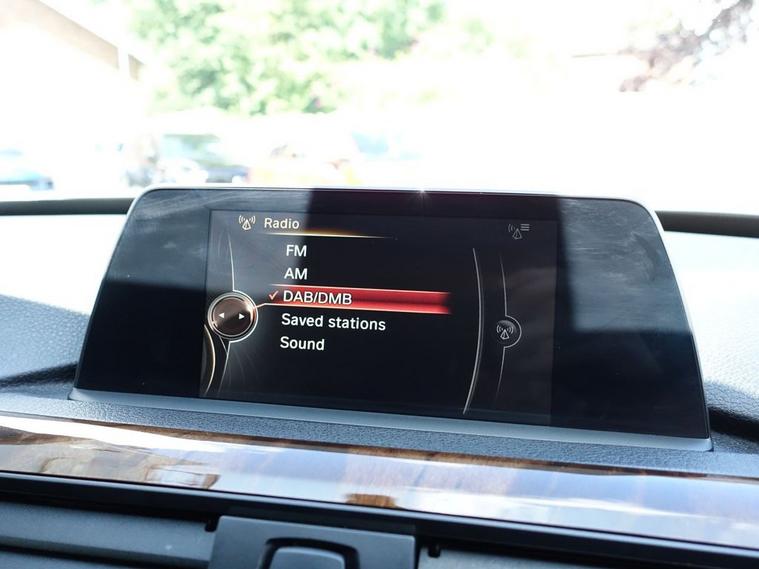 Radio
FM
AM
DAB/DMB
Saved stations
Sound